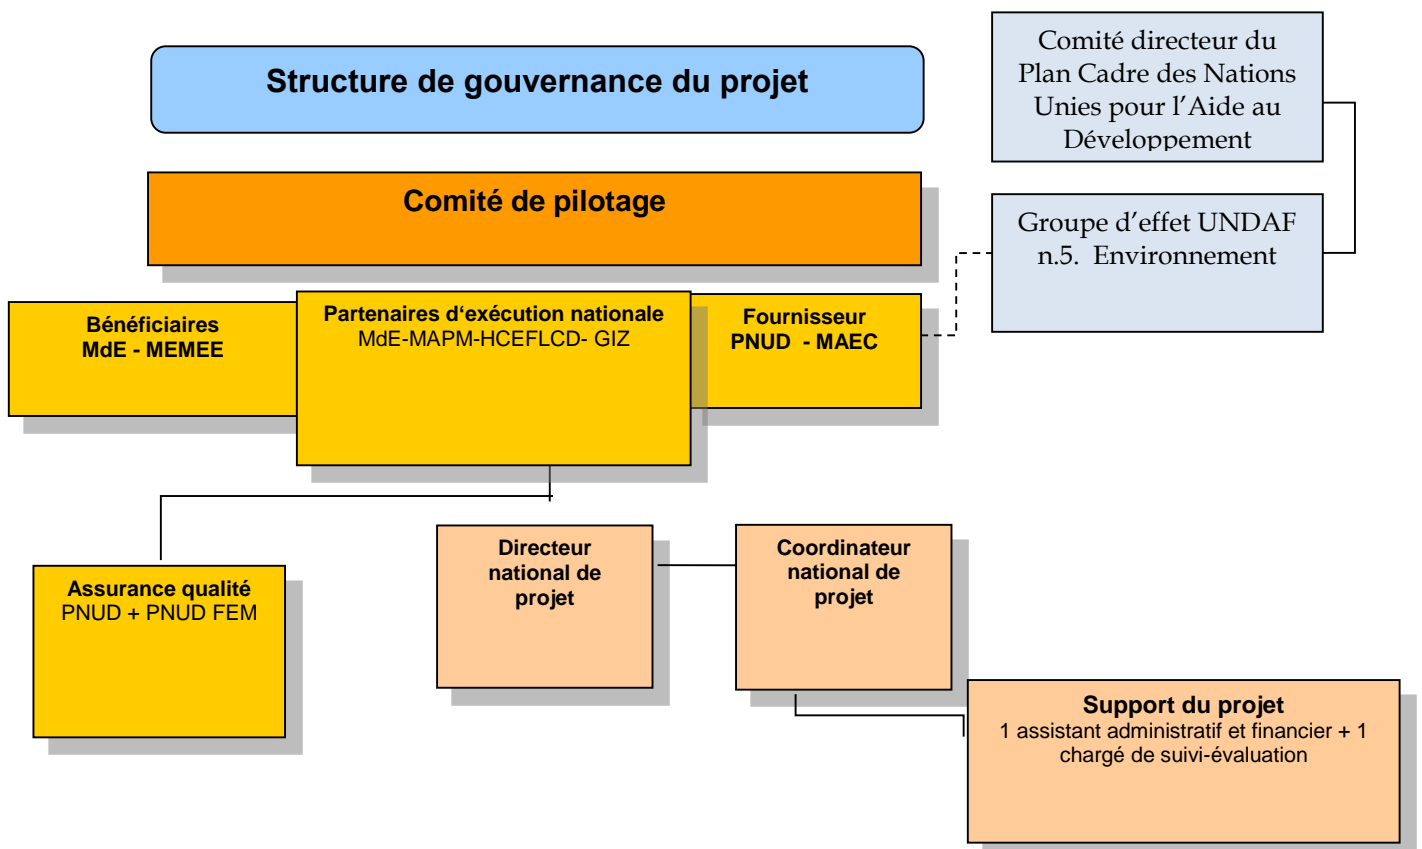 Structure de gouvernance du projet
Comité directeur du
Plan Cadre des Nations
Unies pour l’Aide au
Développement
Comité de pilotage
Groupe d’effet UNDAF
n.5. Environnement
Bénéficiaires
MdE - MEMEE
Partenaires d‘exécution nationale
MdE-MAPM-HCEFLCD- GIZ
Fournisseur
PNUD - MAEC
Assurance qualité
PNUD + PNUD FEM
Directeur
national de
projet
Coordinateur
national de
projet
Support du projet
1 assistant administratif et financier + 1
chargé de suivi-évaluation